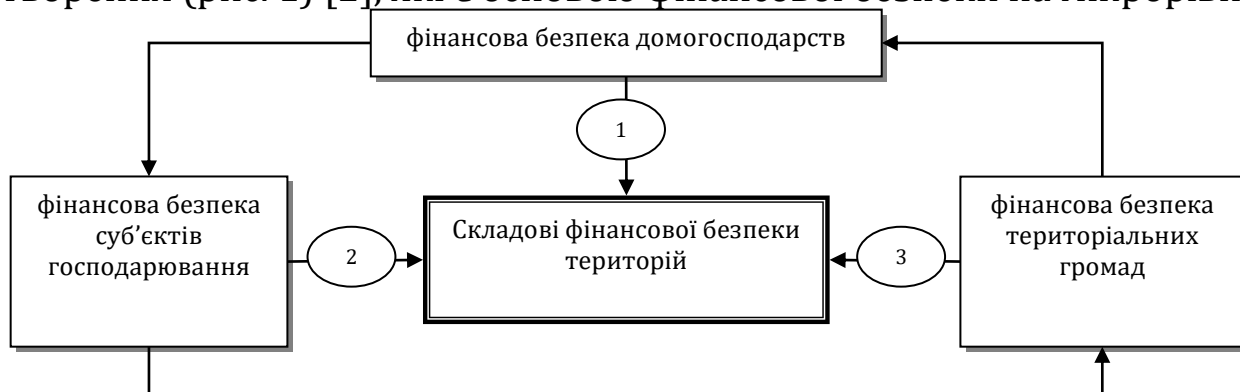 фінансова безпека домогосподарств
1
фінансова безпека
суб’єктів
господарювання
2
Складові фінансової безпеки
територій
3
фінансова безпека
територіальних
громад